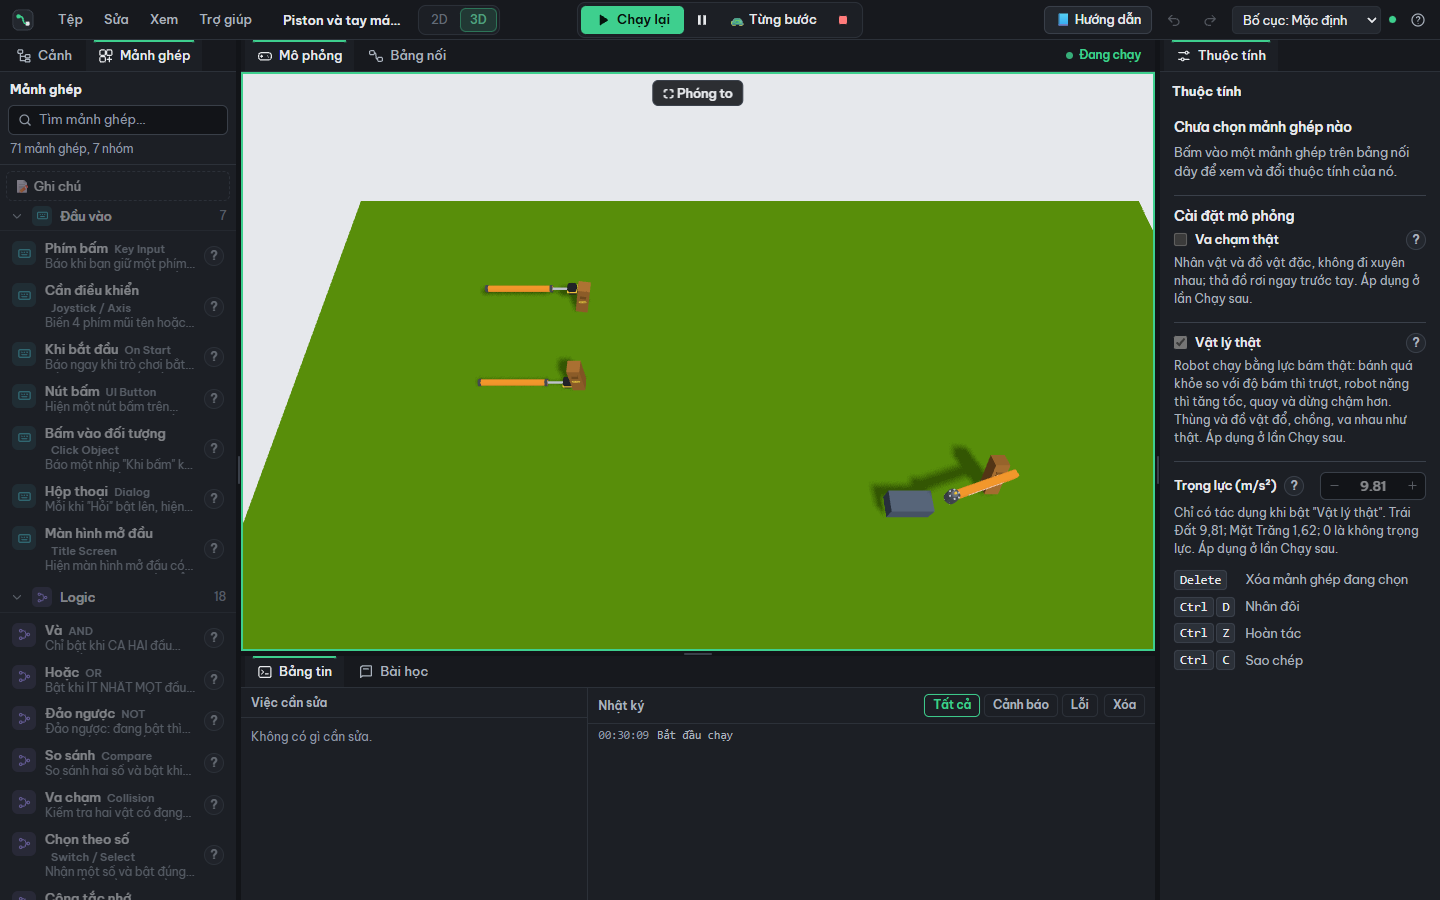 Tệp Sửa Xem Trợ giúp Piston và tay má... 2D 3D Chạy lại Từng bước Hướng dẫn Bố cục: Mặc định
Cảnh Mảnh ghép
Mảnh ghép
Tìm mảnh ghép...
71 mảnh ghép, 7 nhóm
Ghi chú
Đầu vào 7
Phím bấm Key Input ?
Báo khi bạn giữ một phím...
Cần điều khiển
Joystick / Axis ?
Biến 4 phím mũi tên hoặc...
Khi bắt đầu On Start ?
Báo ngay khi trò chơi bắt...
Nút bấm UI Button ?
Hiện một nút bấm trên...
Bấm vào đối tượng
Click Object ?
Báo một nhịp "Khi bấm" k...
Hộp thoại Dialog ?
Mỗi khi "Hỏi" bật lên, hiện...
Màn hình mở đầu
Title Screen ?
Hiện màn hình mở đầu có...
Logic 18
Và AND ?
Chỉ bật khi CẢ HAI đầu...
Hoặc OR ?
Bật khi ÍT NHẤT MỘT đầu...
Đảo ngược NOT ?
Đảo ngược: đang bật thì...
So sánh Compare ?
So sánh hai số và bật khi...
Va chạm Collision ?
Kiểm tra hai vật có đang...
Chọn theo số
Switch / Select ?
Nhận một số và bật đúng...
Công tắc nhớ
Mô phỏng Bảng nối Đang chạy
Phóng to
Bảng tin Bài học
Việc cần sửa
Không có gì cần sửa.
Nhật ký Tất cả Cảnh báo Lỗi Xóa
00:30:09 Bắt đầu chạy
Thuộc tính
Thuộc tính
Chưa chọn mảnh ghép nào
Bấm vào một mảnh ghép trên bảng nối
dây để xem và đổi thuộc tính của nó.
Cài đặt mô phỏng
Va chạm thật ?
Nhân vật và đồ vật đặc, không đi xuyên
nhau; thả đồ rơi ngay trước tay. Áp dụng ở
lần Chạy sau.
Vật lý thật ?
Robot chạy bằng lực bám thật: bánh quá
khỏe so với độ bám thì trượt, robot nặng
thì tăng tốc, quay và dừng chậm hơn.
Thùng và đồ vật đổ, chồng, va nhau như
thật. Áp dụng ở lần Chạy sau.
Trọng lực (m/s²) ? − 9.81 +
Chỉ có tác dụng khi bật "Vật lý thật". Trái
Đất 9,81; Mặt Trăng 1,62; 0 là không trọng
lực. Áp dụng ở lần Chạy sau.
Delete Xóa mảnh ghép đang chọn
Ctrl D Nhân đôi
Ctrl Z Hoàn tác
Ctrl C Sao chép